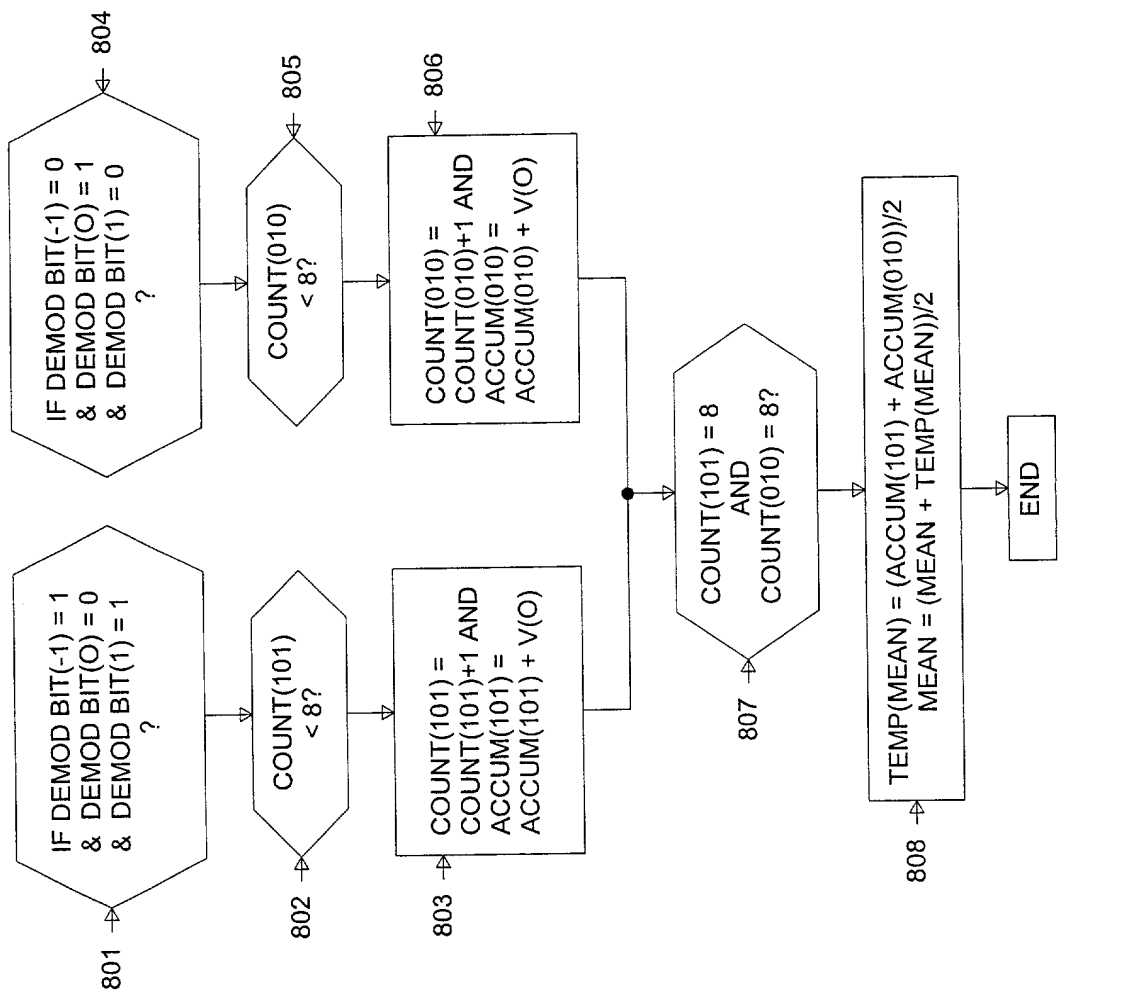 801
IF DEMOD BIT(-1) = 1
& DEMOD BIT(O) = 0
& DEMOD BIT(1) = 1
?
802
COUNT(101)
< 8?
803
COUNT(101) =
COUNT(101)+1 AND
ACCUM(101) =
ACCUM(101) + V(O)
804
IF DEMOD BIT(-1) = 0
& DEMOD BIT(O) = 1
& DEMOD BIT(1) = 0
?
805
COUNT(010)
< 8?
806
COUNT(010) =
COUNT(010)+1 AND
ACCUM(010) =
ACCUM(010) + V(O)
807
COUNT(101) = 8
AND
COUNT(010) = 8?
808
TEMP(MEAN) = (ACCUM(101) + ACCUM(010))/2
MEAN = (MEAN + TEMP(MEAN))/2
END